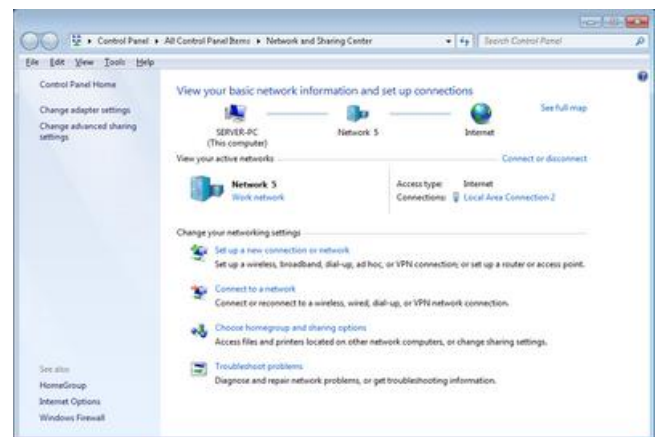 Control Panel ▸ All Control Panel Items ▸ Network and Sharing Center
Search Control Panel
File Edit View Tools Help
Control Panel Home
Change adapter settings
Change advanced sharing
settings
View your basic network information and set up connections
See full map
SERVER-PC
(This computer)
Network 5
Internet
View your active networks
Connect or disconnect
Network 5
Work network
Access type: Internet
Connections: Local Area Connection 2
Change your networking settings
Set up a new connection or network
Set up a wireless, broadband, dial-up, ad hoc, or VPN connection; or set up a router or access point.
Connect to a network
Connect or reconnect to a wireless, wired, dial-up, or VPN network connection.
Choose homegroup and sharing options
Access files and printers located on other network computers, or change sharing settings.
Troubleshoot problems
Diagnose and repair network problems, or get troubleshooting information.
See also
HomeGroup
Internet Options
Windows Firewall